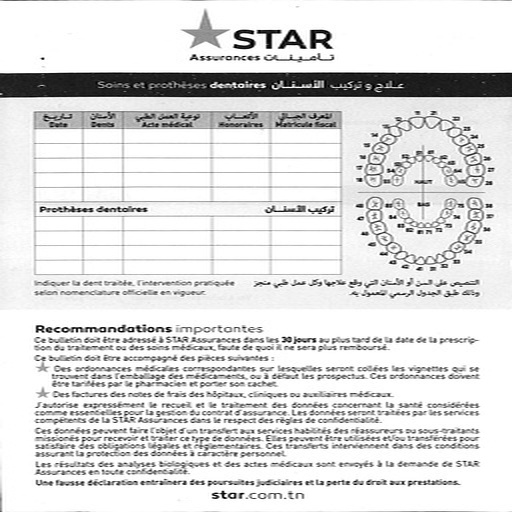 STAR
Assurances تـأميـنـات
Soins et prothèses dentaires علاج و تركيب الأسـنــان
تـاريـخ الأسنان نوعية العمل الطبي الأتعـــاب المعرف الجبـائي
Date Dents Acte médical Honoraires Matricule fiscal
Prothèses dentaires تركيب الأسنــان
HAUT
BAS
Indiquer la dent traitée, l'intervention pratiquée
selon nomenclature officielle en vigueur.
التنصيص على السن أو الأسنان التي وقع علاجها وكل عمل طبي منجز
وذلك طبق الجدول الرسمي المعمول به.
Recommandations importantes
Ce bulletin doit être adressé à STAR Assurances dans les 30 jours au plus tard de la date de la prescrip-
tion du traitement ou des soins médicaux, faute de quoi il ne sera plus remboursé.
Ce bulletin doit être accompagné des pièces suivantes :
Des ordonnances médicales correspondantes sur lesquelles seront collées les vignettes qui se
trouvent dans l'emballage des médicaments, ou à défaut les prospectus. Ces ordonnances doivent
être tarifiées par le pharmacien et porter son cachet.
Des factures des notes de frais des hôpitaux, cliniques ou auxiliaires médicaux.
J'autorise expressément le recueil et le traitement des données concernant la santé considérées
comme essentielles pour la gestion du contrat d'assurance. Les données seront traitées par les services
compétents de la STAR Assurances dans le respect des règles de confidentialité.
Ces données peuvent faire l'objet d'un transfert aux services habilités des réassureurs ou sous-traitants
missionés pour recevoir et traiter ce type de données. Elles peuvent être utilisées et/ou transférées pour
satisfaire des obligations légales et réglementaires. Ces transferts interviennent dans des conditions
assurant la protection des données à caractère personnel.
Les résultats des analyses biologiques et des actes médicaux sont envoyés à la demande de STAR
Assurances en toute confidentialité.
Une fausse déclaration entraînera des poursuites judiciaires et la perte du droit aux prestations.
star.com.tn